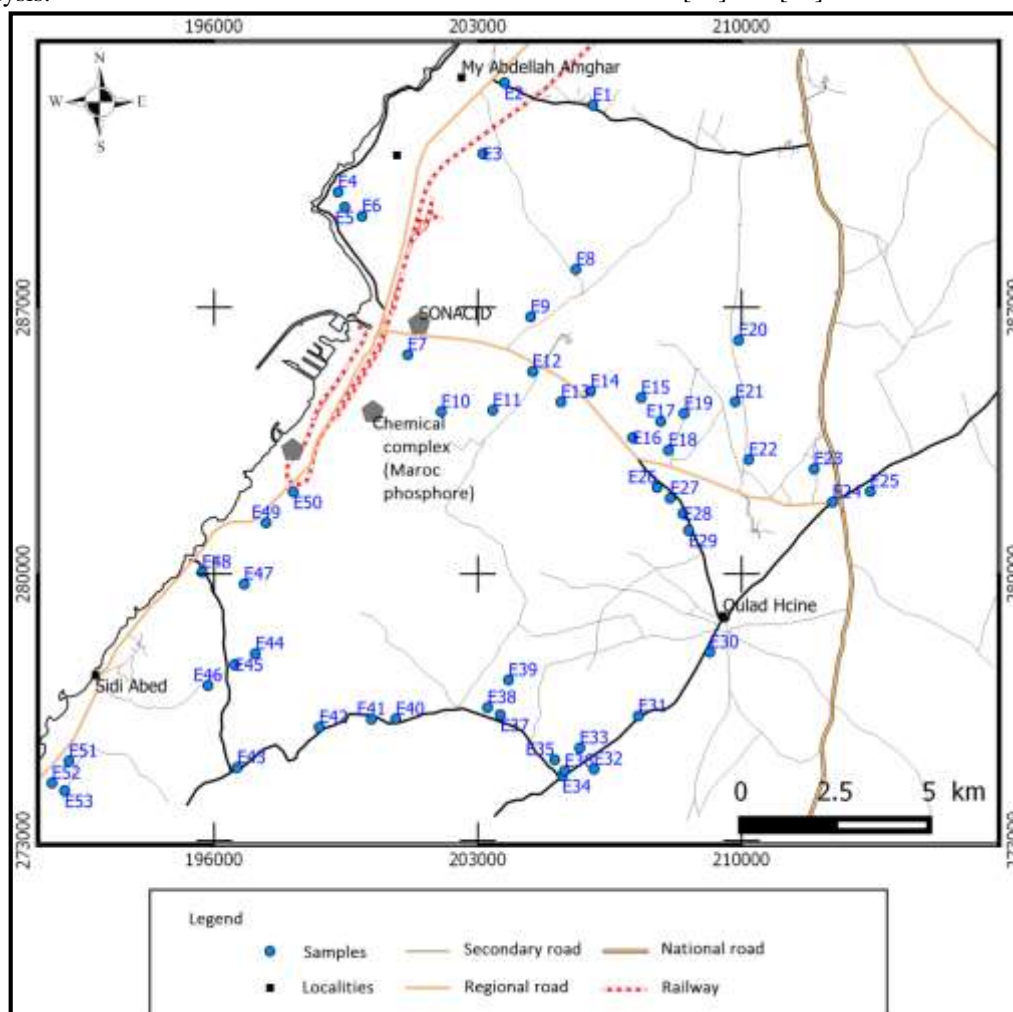 196000 203000 210000
My Abdellah Amghar
N
W E
S
E2
E1
E3
E4
E5
E6
E8
287000
287000
SONACID
E9
E7
E20
E12
E14
E13
E15
E10
E11
E19
E21
E17
Chemical
complex
(Maroc
phosphore)
E16
E18
E22
E23
E26
E27
E24
E25
E50
E28
E49
E29
280000
280000
E48
E47
Oulad Hcine
E44
E45
E30
E46
Sidi Abed
E39
E38
E37
E42
E41
E40
E31
E33
E35
E36
E32
E34
E43
E51
E52
E53
0 2.5 5 km
273000
273000
196000 203000 210000
Legend
Samples Secondary road National road
Localities Regional road Railway